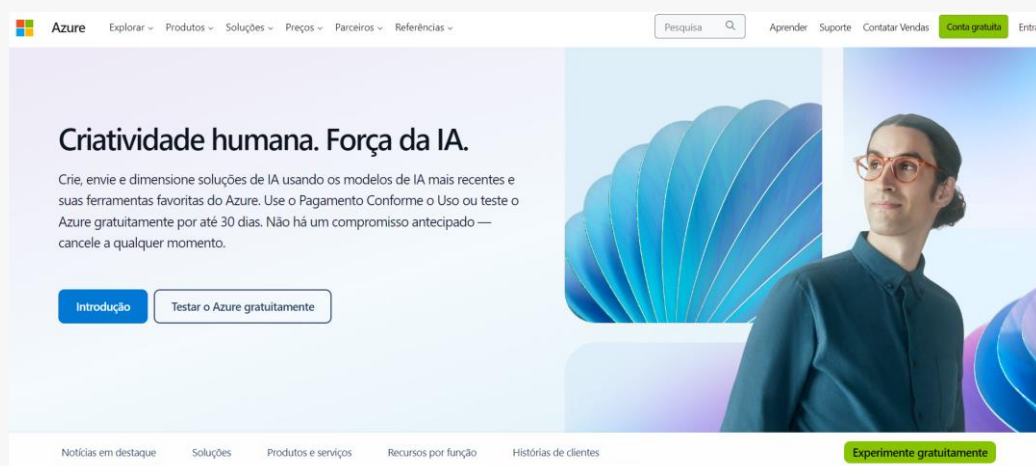 Azure Explorar Produtos Soluções Preços Parceiros Referências Pesquisa Aprender Suporte Contatar Vendas Conta gratuita
Criatividade humana. Força da IA.
Crie, envie e dimensione soluções de IA usando os modelos de IA mais recentes e
suas ferramentas favoritas do Azure. Use o Pagamento Conforme o Uso ou teste o
Azure gratuitamente por até 30 dias. Não há um compromisso antecipado —
cancele a qualquer momento.
Introdução Testar o Azure gratuitamente
Notícias em destaque Soluções Produtos e serviços Recursos por função Histórias de clientes Experimente gratuitamente